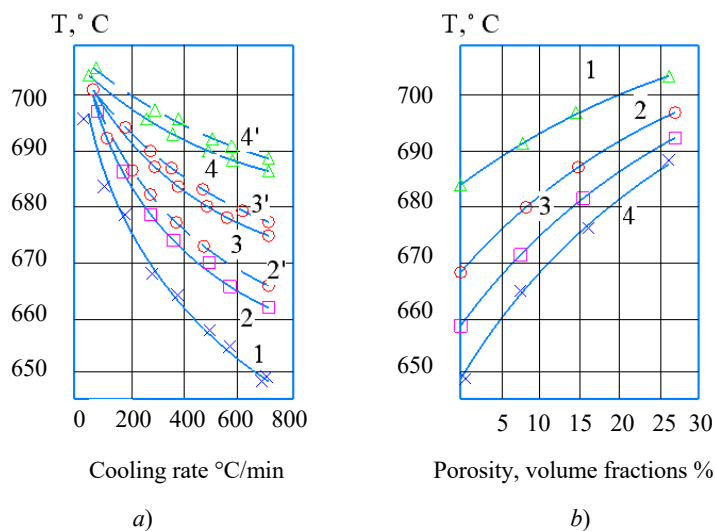 T,° C
700
690
680
670
660
650
4'
4
3'
3
2'
2
1
0 200 400 600 800
Cooling rate °C/min
a)
T,° C
700
690
680
670
660
650
1
2
3
4
5 10 15 20 25 30
Porosity, volume fractions %
b)